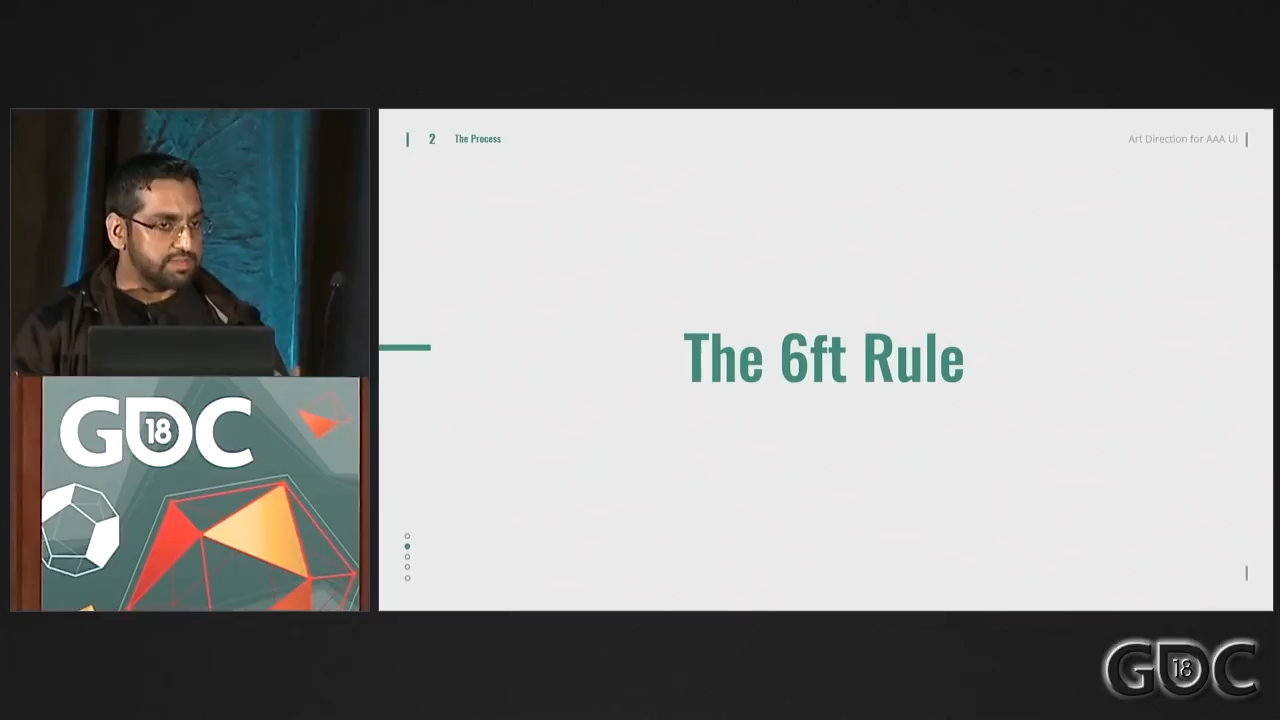 2 The Process
Art Direction for AAA UI
The 6ft Rule
GDC
18
GDC
18